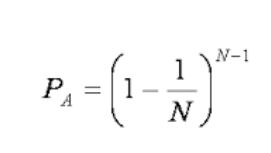 P_A = (1 - 1/N)^{N-1}